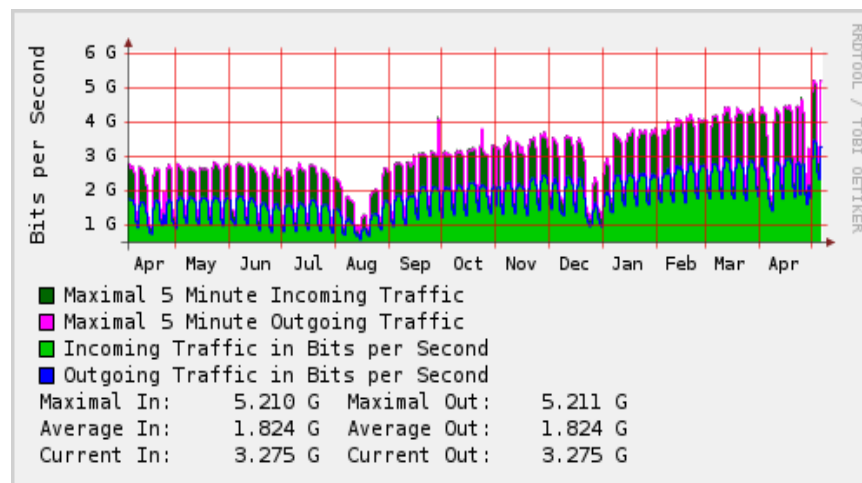 RRDTOOL / TOBI OETIKER
Bits per Second
6 G
5 G
4 G
3 G
2 G
1 G
Apr May Jun Jul Aug Sep Oct Nov Dec Jan Feb Mar Apr
Maximal 5 Minute Incoming Traffic
Maximal 5 Minute Outgoing Traffic
Incoming Traffic in Bits per Second
Outgoing Traffic in Bits per Second
Maximal In: 5.210 G Maximal Out: 5.211 G
Average In: 1.824 G Average Out: 1.824 G
Current In: 3.275 G Current Out: 3.275 G